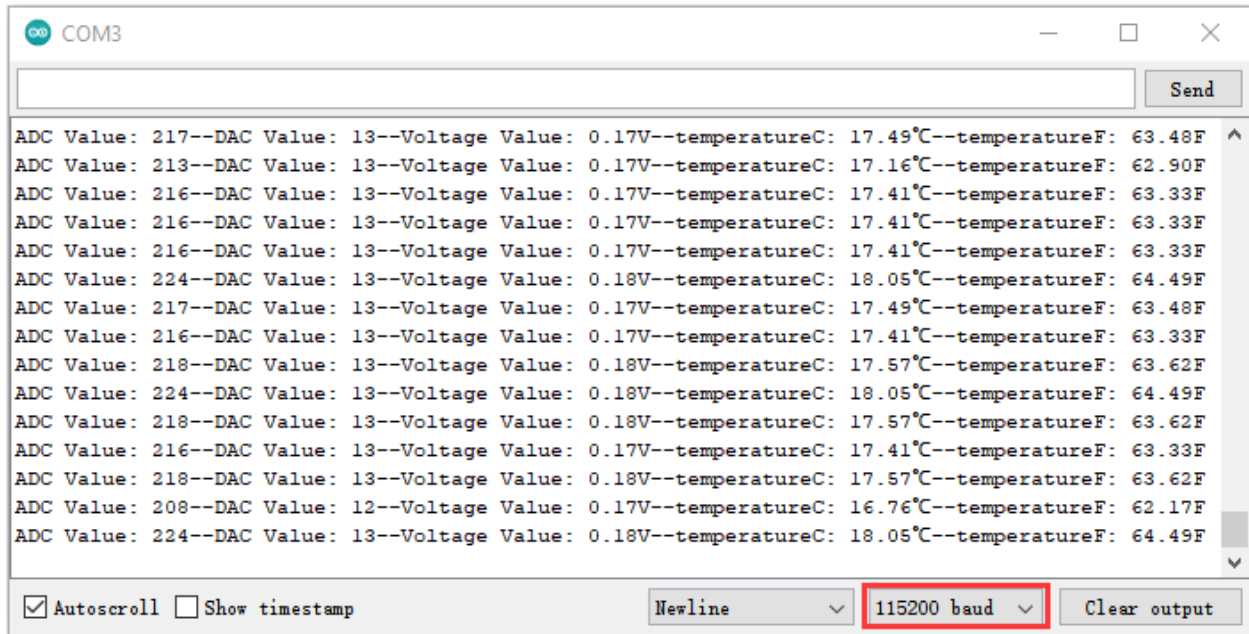 COM3
Send
ADC Value: 217--DAC Value: 13--Voltage Value: 0.17V--temperatureC: 17.49℃--temperatureF: 63.48F
ADC Value: 213--DAC Value: 13--Voltage Value: 0.17V--temperatureC: 17.16℃--temperatureF: 62.90F
ADC Value: 216--DAC Value: 13--Voltage Value: 0.17V--temperatureC: 17.41℃--temperatureF: 63.33F
ADC Value: 216--DAC Value: 13--Voltage Value: 0.17V--temperatureC: 17.41℃--temperatureF: 63.33F
ADC Value: 216--DAC Value: 13--Voltage Value: 0.17V--temperatureC: 17.41℃--temperatureF: 63.33F
ADC Value: 224--DAC Value: 13--Voltage Value: 0.18V--temperatureC: 18.05℃--temperatureF: 64.49F
ADC Value: 217--DAC Value: 13--Voltage Value: 0.17V--temperatureC: 17.49℃--temperatureF: 63.48F
ADC Value: 216--DAC Value: 13--Voltage Value: 0.17V--temperatureC: 17.41℃--temperatureF: 63.33F
ADC Value: 218--DAC Value: 13--Voltage Value: 0.18V--temperatureC: 17.57℃--temperatureF: 63.62F
ADC Value: 224--DAC Value: 13--Voltage Value: 0.18V--temperatureC: 18.05℃--temperatureF: 64.49F
ADC Value: 218--DAC Value: 13--Voltage Value: 0.18V--temperatureC: 17.57℃--temperatureF: 63.62F
ADC Value: 216--DAC Value: 13--Voltage Value: 0.17V--temperatureC: 17.41℃--temperatureF: 63.33F
ADC Value: 218--DAC Value: 13--Voltage Value: 0.18V--temperatureC: 17.57℃--temperatureF: 63.62F
ADC Value: 208--DAC Value: 12--Voltage Value: 0.17V--temperatureC: 16.76℃--temperatureF: 62.17F
ADC Value: 224--DAC Value: 13--Voltage Value: 0.18V--temperatureC: 18.05℃--temperatureF: 64.49F
Autoscroll Show timestamp Newline 115200 baud Clear output